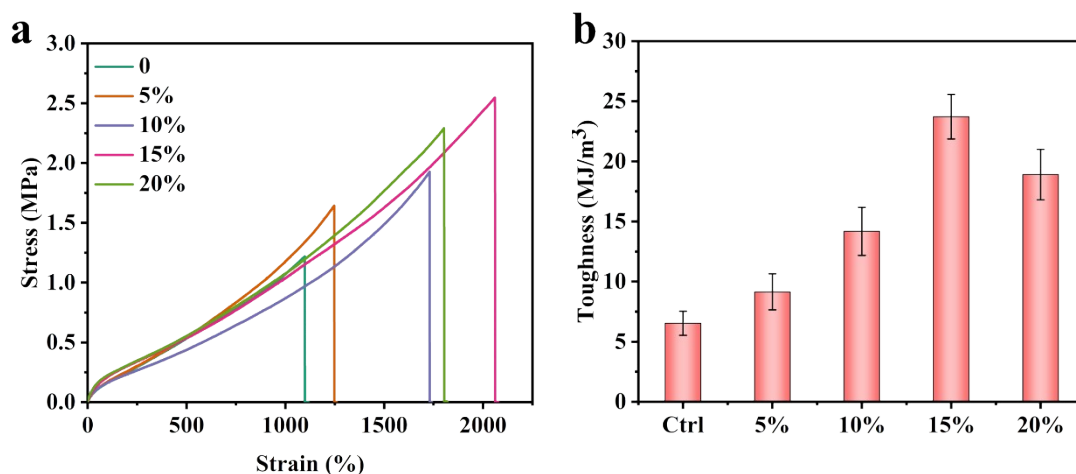 a
3.0
2.5
2.0
1.5
1.0
0.5
0.0
Stress (MPa)
0
5%
10%
15%
20%
0 500 1000 1500 2000
Strain (%)
b
30
25
20
15
10
5
0
Toughness (MJ/m³)
Ctrl 5% 10% 15% 20%